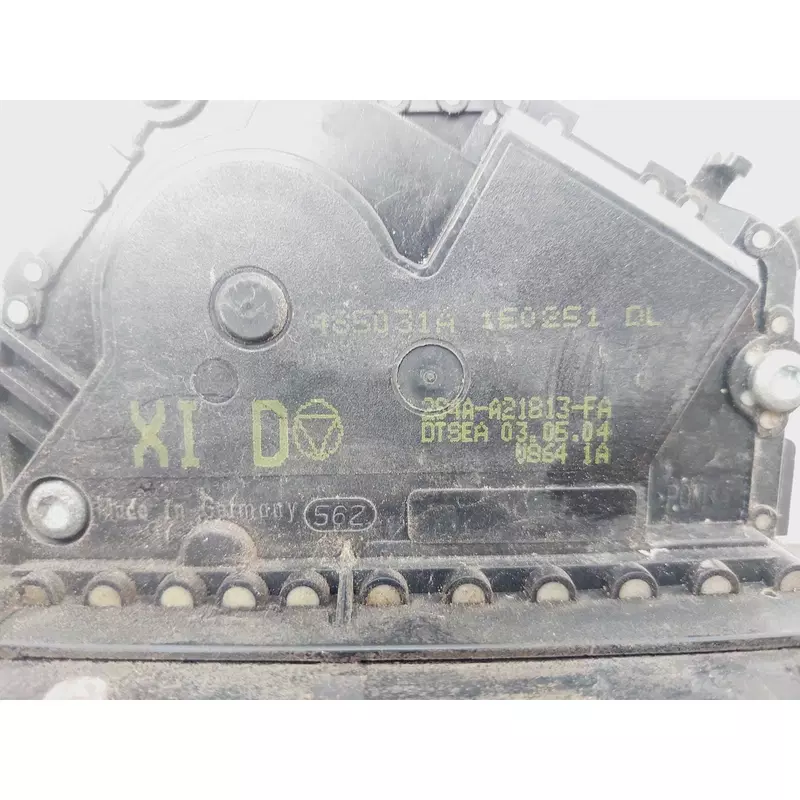 485031A 1E0251 DL
XI D
2S4A-A21813-FA
DTSEA 03.05.04
0864 1A
Made In Germany 562